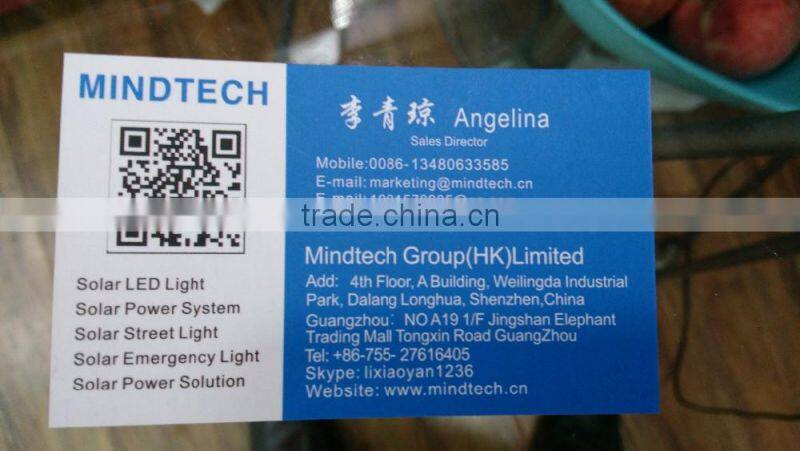 MINDTECH
Solar LED Light
Solar Power System
Solar Street Light
Solar Emergency Light
Solar Power Solution
李青琼 Angelina
Sales Director
Mobile:0086-13480633585
E-mail:marketing@mindtech.cn
trade.china.cn
Mindtech Group(HK)Limited
Add: 4th Floor, A Building, Weilingda Industrial
Park, Dalang Longhua, Shenzhen,China
Guangzhou: NO A19 1/F Jingshan Elephant
Trading Mall Tongxin Road GuangZhou
Tel: +86-755- 27616405
Skype: lixiaoyan1236
Website: www.mindtech.cn